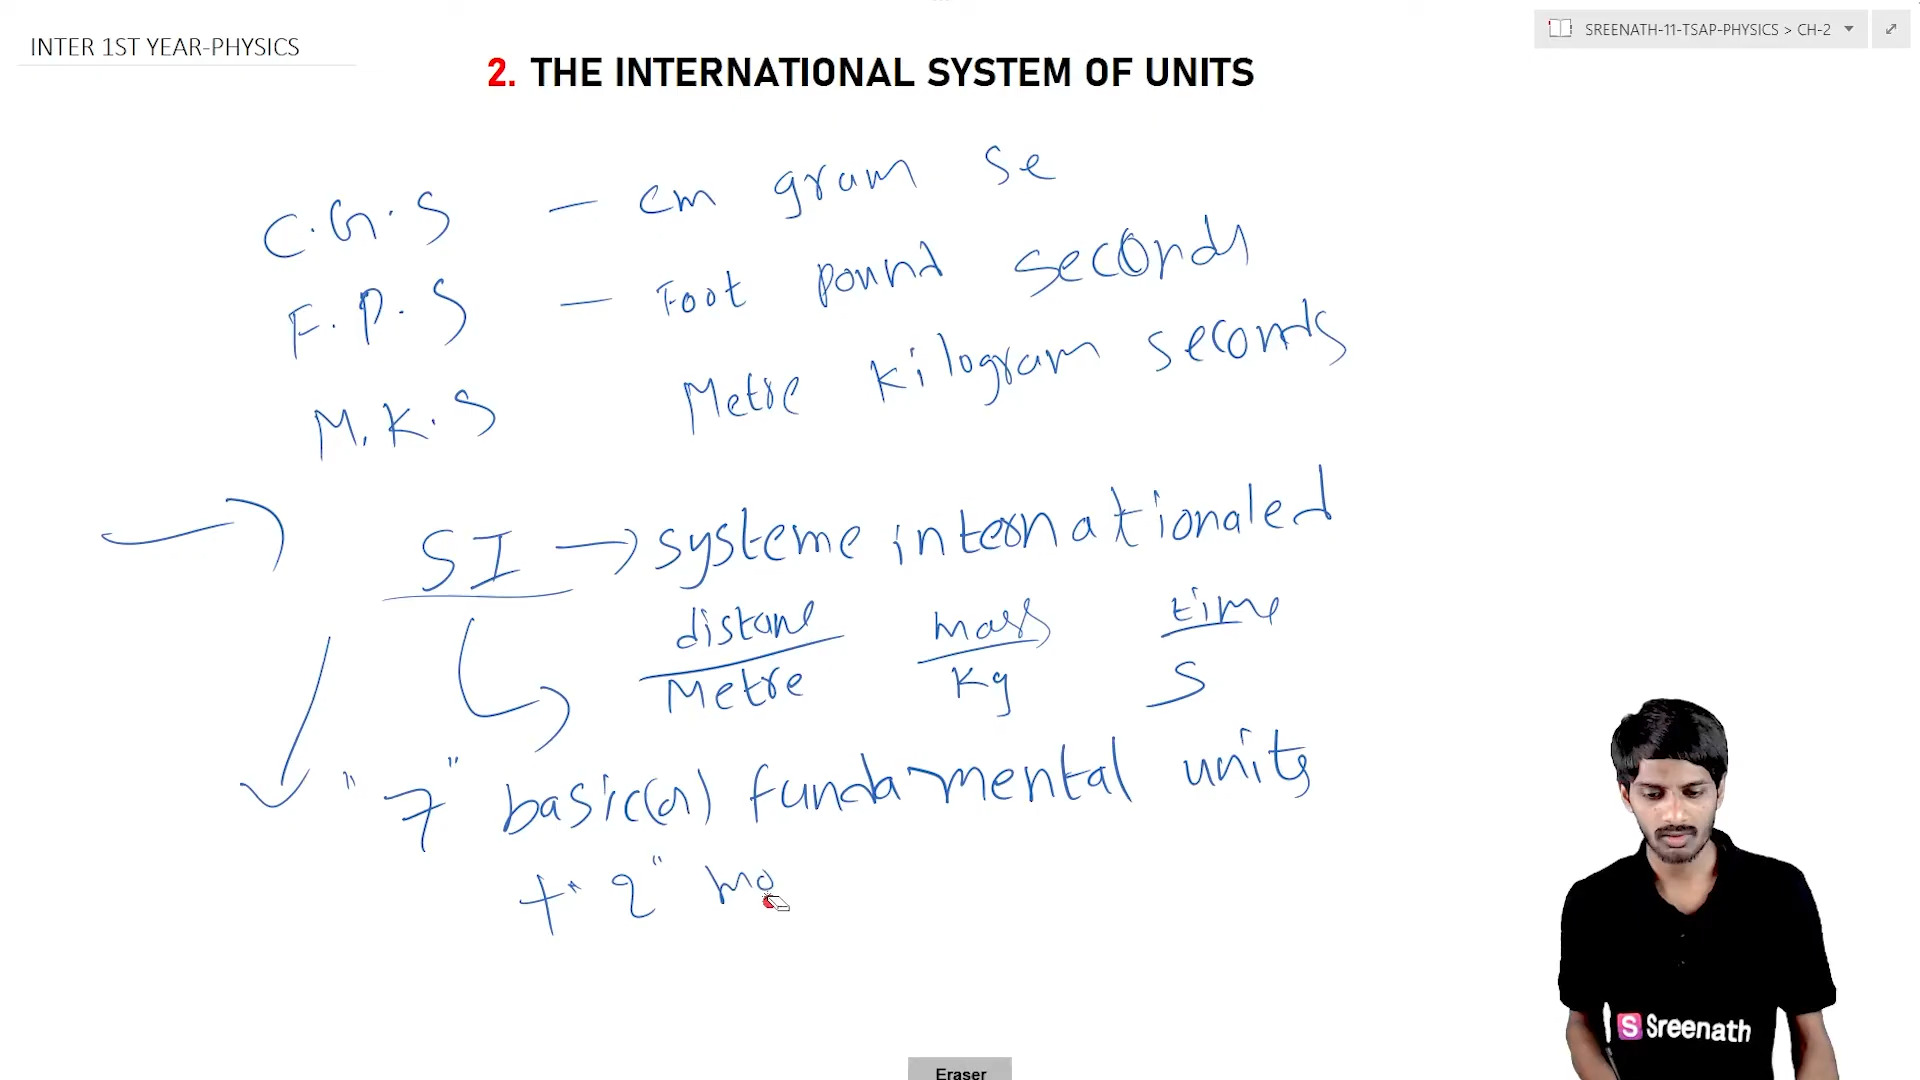 INTER 1ST YEAR-PHYSICS
SREENATH-11-TSAP-PHYSICS > CH-2
2. THE INTERNATIONAL SYSTEM OF UNITS
C.G.S — cm gram Se
F.P.S — Foot pound seconds
M.K.S Metre kilogram seconds
SI → systeme internationaled
distane mass time
Metre Kg S
"7" basic(or) fundamental units
+ "2" mo
S Sreenath
Eraser